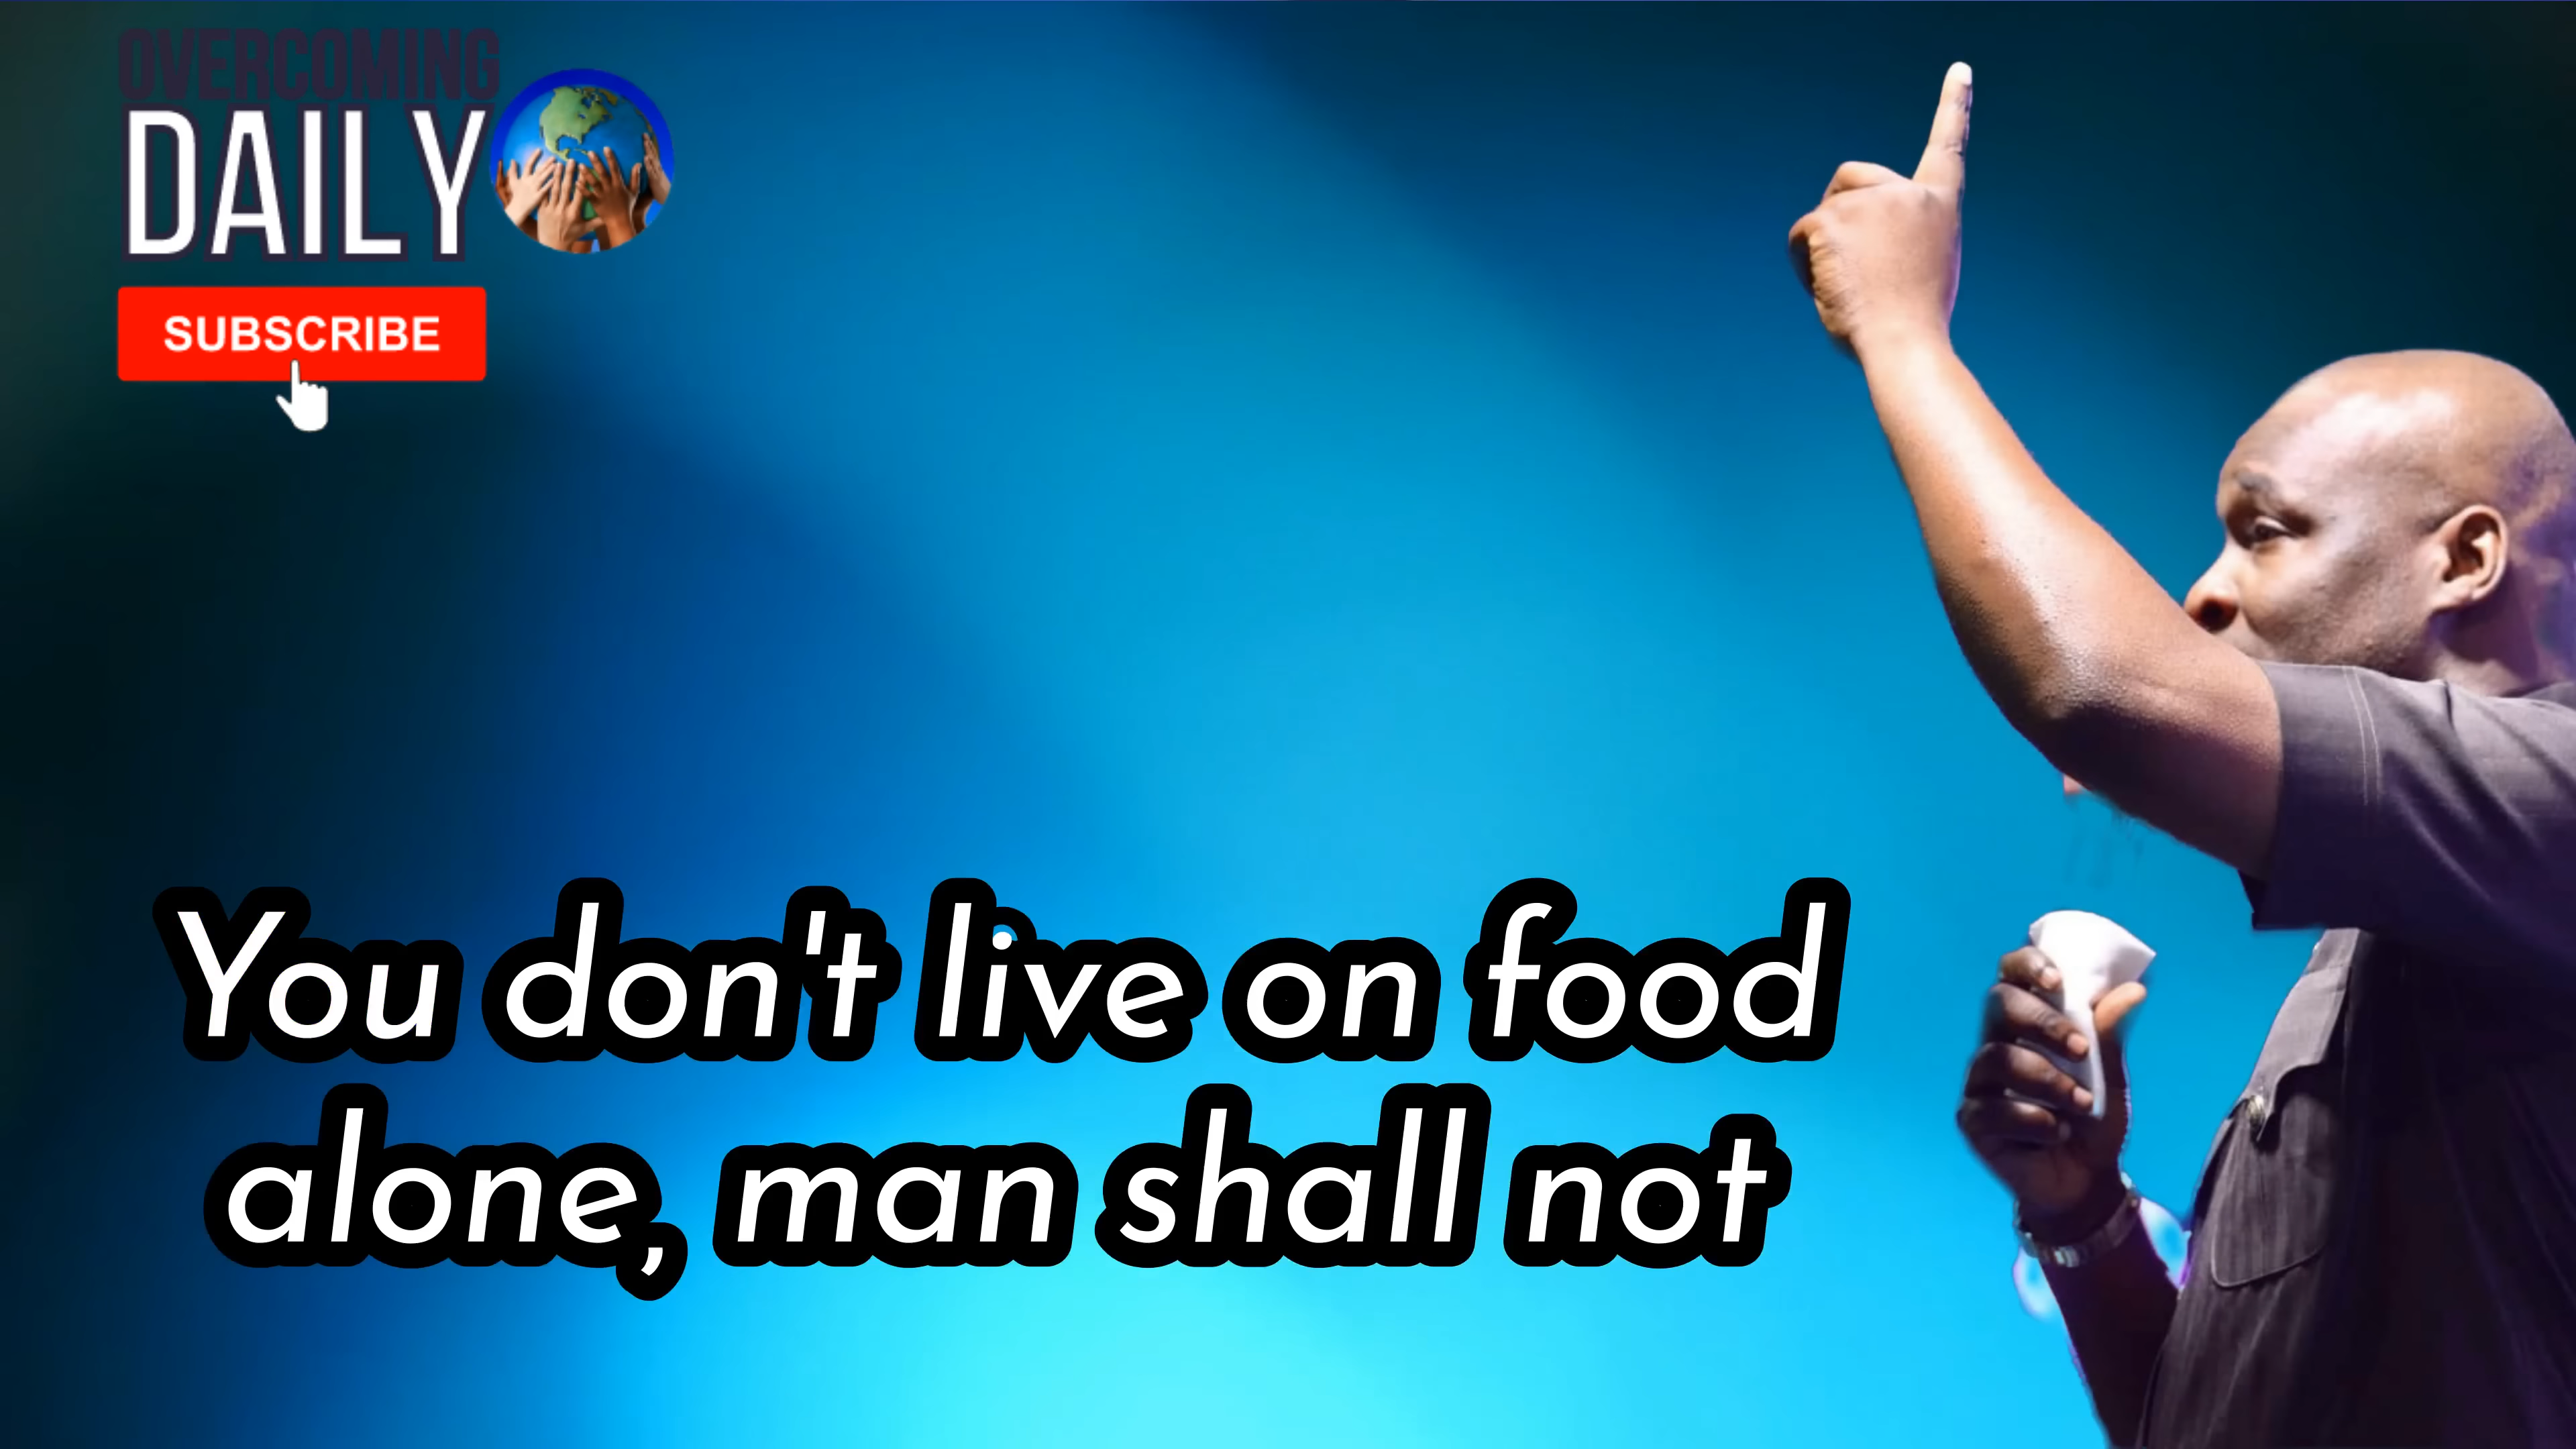 OVERCOMING
DAILY
SUBSCRIBE
You don't live on food
alone, man shall not